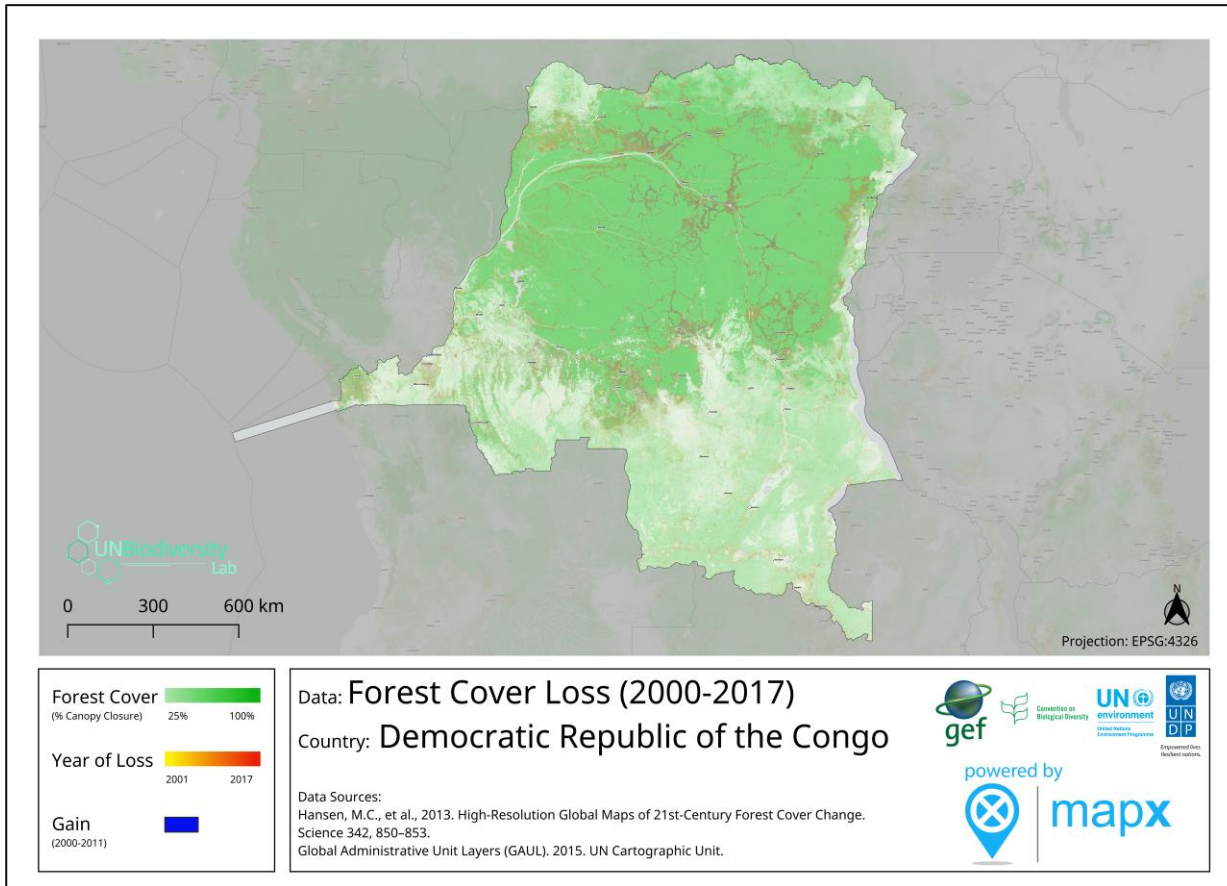 UNBiodiversity
Lab
0 300 600 km
N
Projection: EPSG:4326
Forest Cover
(% Canopy Closure)
25% 100%
Year of Loss
2001 2017
Gain
(2000-2011)
Data: Forest Cover Loss (2000-2017)
Country: Democratic Republic of the Congo
Data Sources:
Hansen, M.C., et al., 2013. High-Resolution Global Maps of 21st-Century Forest Cover Change.
Science 342, 850–853.
Global Administrative Unit Layers (GAUL). 2015. UN Cartographic Unit.
gef
Convention on
Biological Diversity
UN
environment
United Nations
Environment Programme
UN
DP
Empowered lives.
Resilient nations.
powered by
mapx